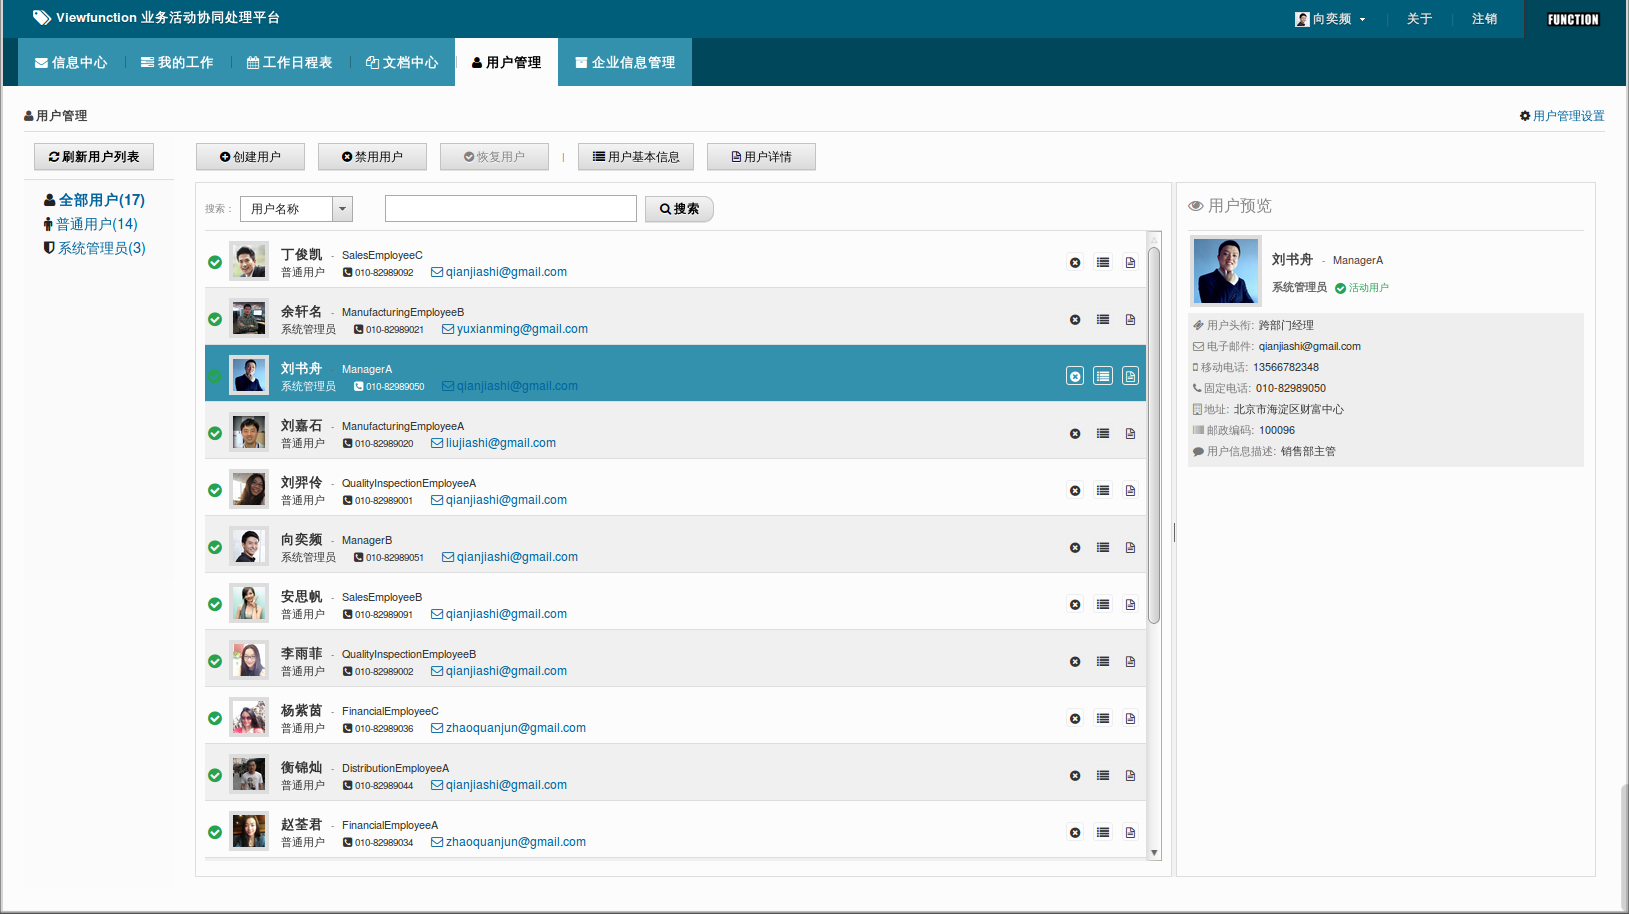 Viewfunction 业务活动协同处理平台
向奕频 关于 注销 FUNCTION
信息中心 我的工作 工作日程表 文档中心 用户管理 企业信息管理
用户管理 用户管理设置
刷新用户列表 创建用户 禁用用户 恢复用户 | 用户基本信息 用户详情
全部用户(17)
普通用户(14)
系统管理员(3)
搜索： 用户名称 搜索
丁俊凯 - SalesEmployeeC
普通用户 010-82989092 qianjiashi@gmail.com
余轩名 - ManufacturingEmployeeB
系统管理员 010-82989021 yuxianming@gmail.com
刘书舟 - ManagerA
系统管理员 010-82989050 qianjiashi@gmail.com
刘嘉石 - ManufacturingEmployeeA
普通用户 010-82989020 liujiashi@gmail.com
刘羿伶 - QualityInspectionEmployeeA
普通用户 010-82989001 qianjiashi@gmail.com
向奕频 - ManagerB
系统管理员 010-82989051 qianjiashi@gmail.com
安思帆 - SalesEmployeeB
普通用户 010-82989091 qianjiashi@gmail.com
李雨菲 - QualityInspectionEmployeeB
普通用户 010-82989002 qianjiashi@gmail.com
杨紫茵 - FinancialEmployeeC
普通用户 010-82989036 zhaoquanjun@gmail.com
衡锦灿 - DistributionEmployeeA
普通用户 010-82989044 qianjiashi@gmail.com
赵荃君 - FinancialEmployeeA
普通用户 010-82989034 zhaoquanjun@gmail.com
用户预览
刘书舟 - ManagerA
系统管理员 活动用户
用户头衔: 跨部门经理
电子邮件: qianjiashi@gmail.com
移动电话: 13566782348
固定电话: 010-82989050
地址: 北京市海淀区财富中心
邮政编码: 100096
用户信息描述: 销售部主管